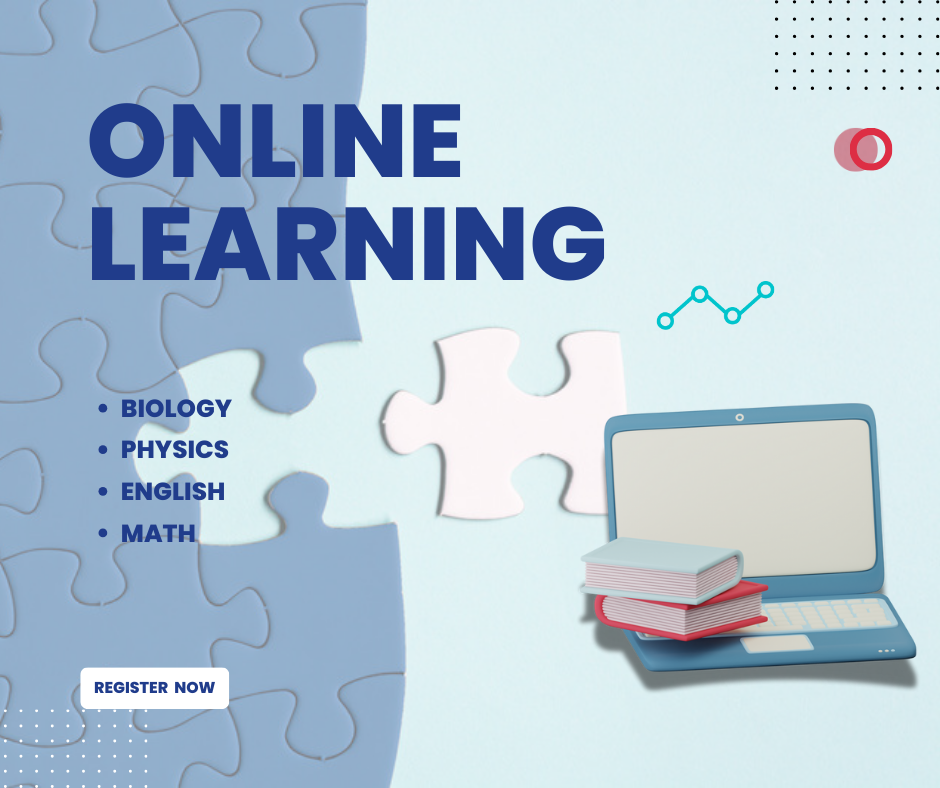 ONLINE
LEARNING
BIOLOGY
PHYSICS
ENGLISH
MATH
REGISTER NOW